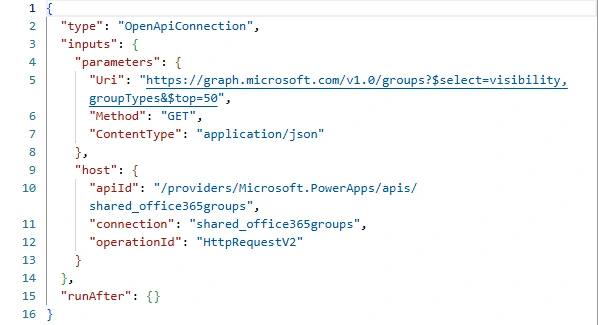 1 {
2 "type": "OpenApiConnection",
3 "inputs": {
4 "parameters": {
5 "Uri": "https://graph.microsoft.com/v1.0/groups?$select=visibility,
groupTypes&$top=50",
6 "Method": "GET",
7 "ContentType": "application/json"
8 },
9 "host": {
10 "apiId": "/providers/Microsoft.PowerApps/apis/
shared_office365groups",
11 "connection": "shared_office365groups",
12 "operationId": "HttpRequestV2"
13 }
14 },
15 "runAfter": {}
16 }